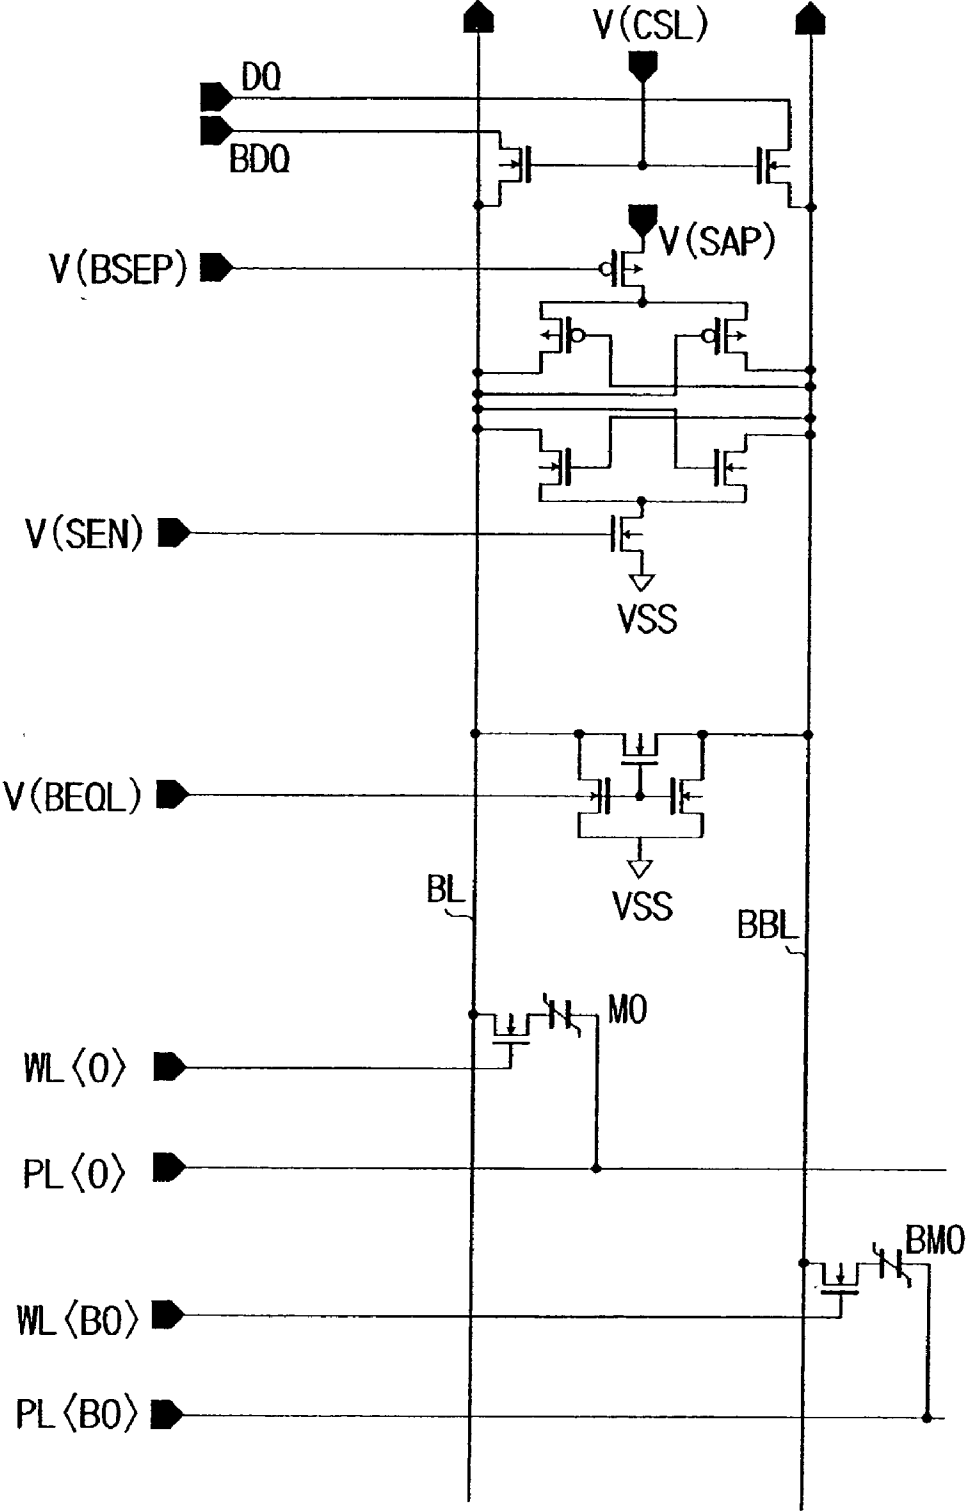 V(CSL)
DQ
BDQ
V(SAP)
V(BSEP)
V(SEN)
VSS
V(BEQL)
BL
VSS
BBL
M0
WL〈0〉
PL〈0〉
BM0
WL〈B0〉
PL〈B0〉